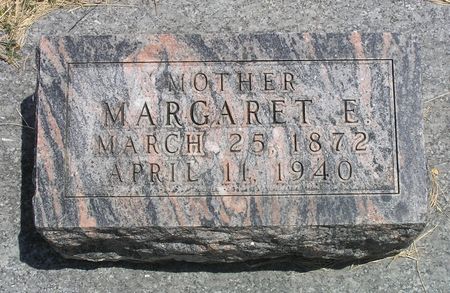 MOTHER
MARGARET E.
MARCH 25, 1872
APRIL 11, 1940